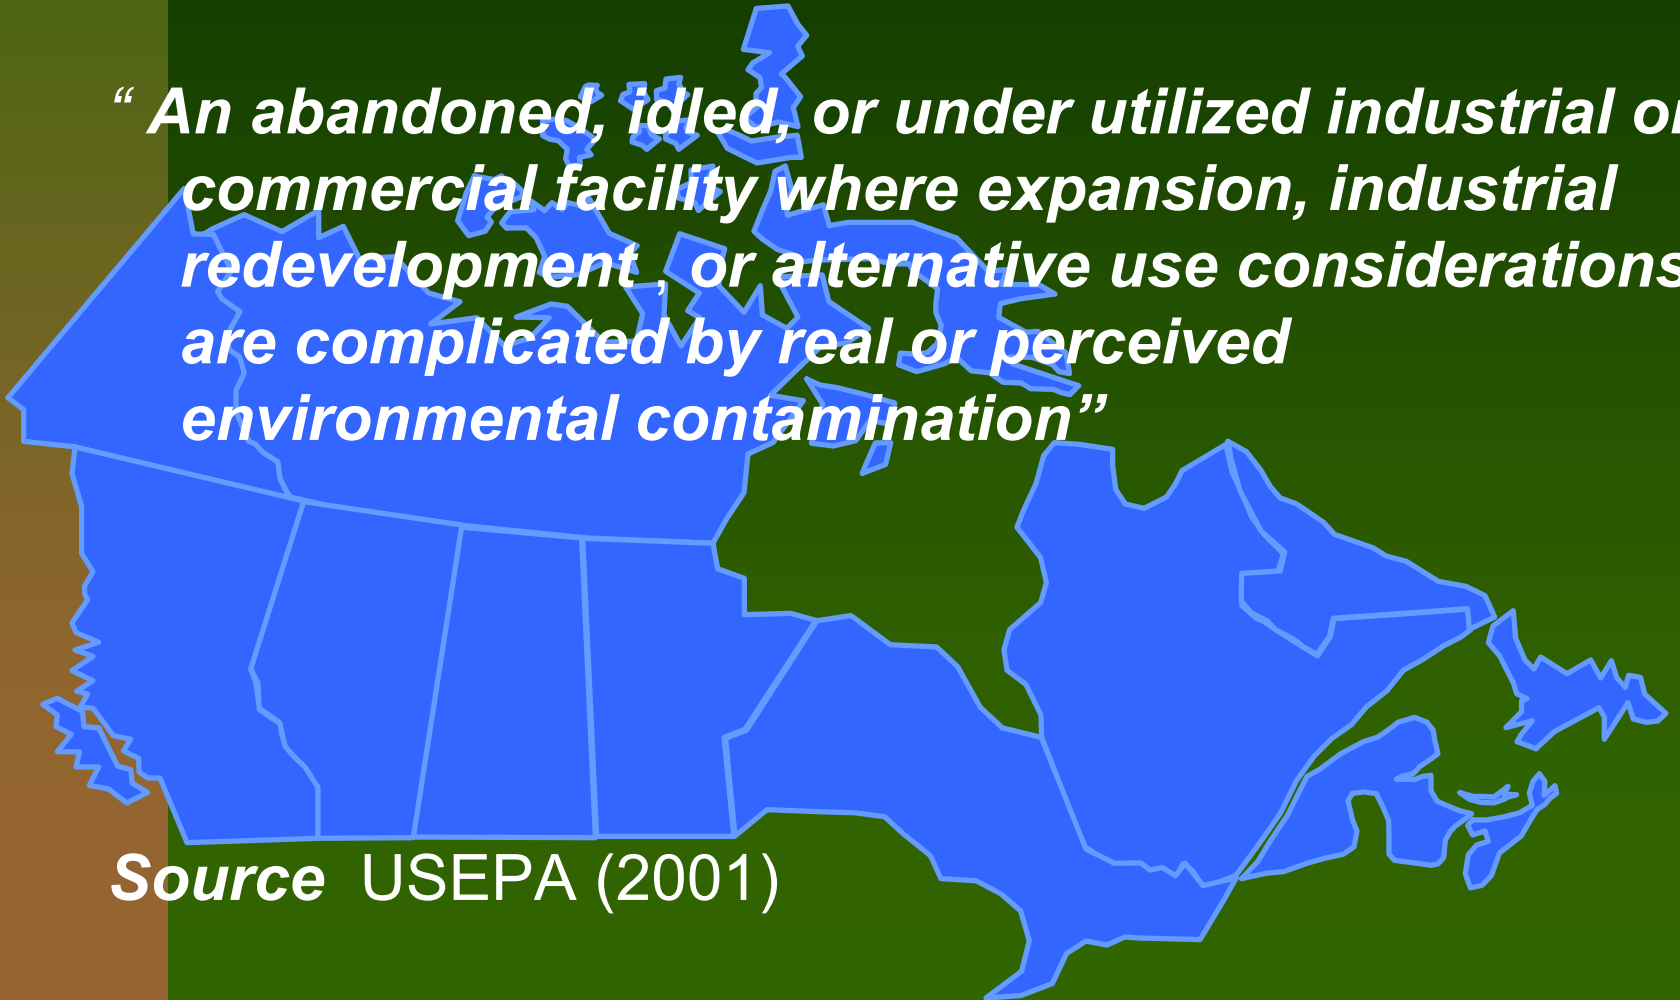 “ An abandoned, idled, or under utilized industrial or
commercial facility where expansion, industrial
redevelopment , or alternative use considerations
are complicated by real or perceived
environmental contamination”
Source USEPA (2001)